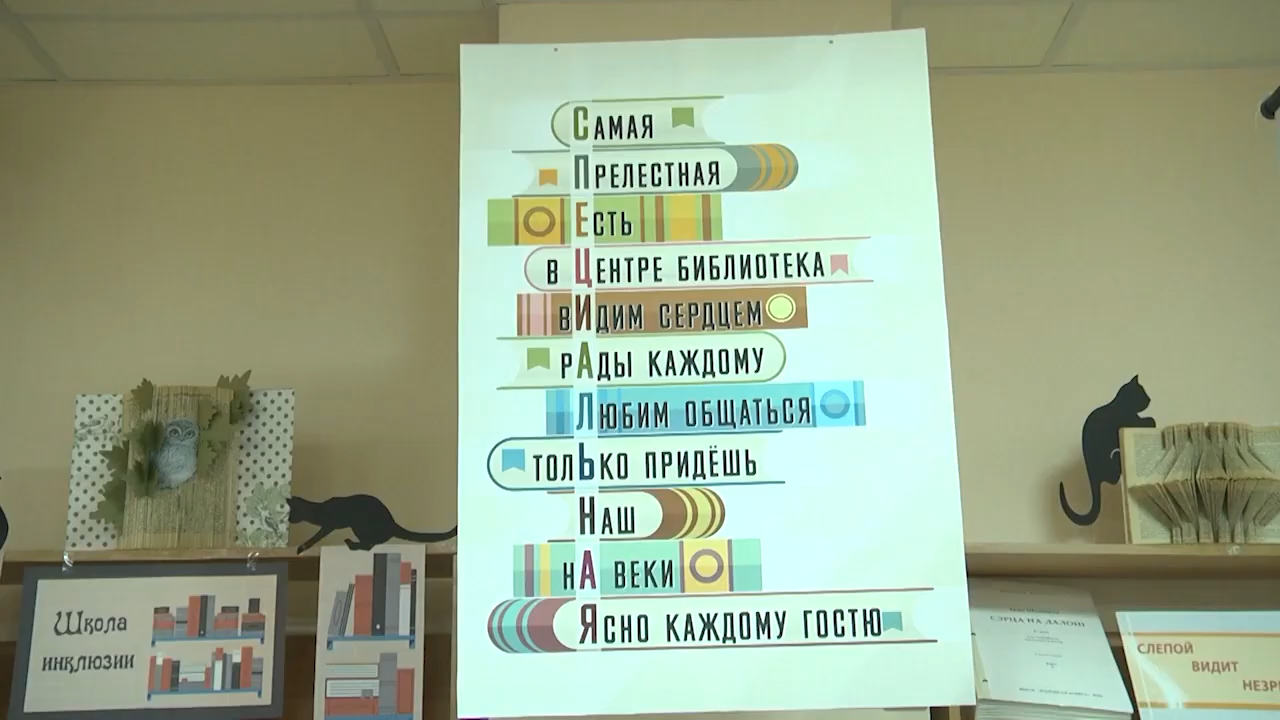 Самая
Прелестная
Есть
в Центре библиотека
вИдим сердцем
рАды каждому
Любим общаться
толЬко придёшь
Наш
нА веки
Ясно каждому гостю
Школа
инклюзии
СЭРЦА НА ДАЛОНІ
СЛЕПОЙ
ВИДИТ